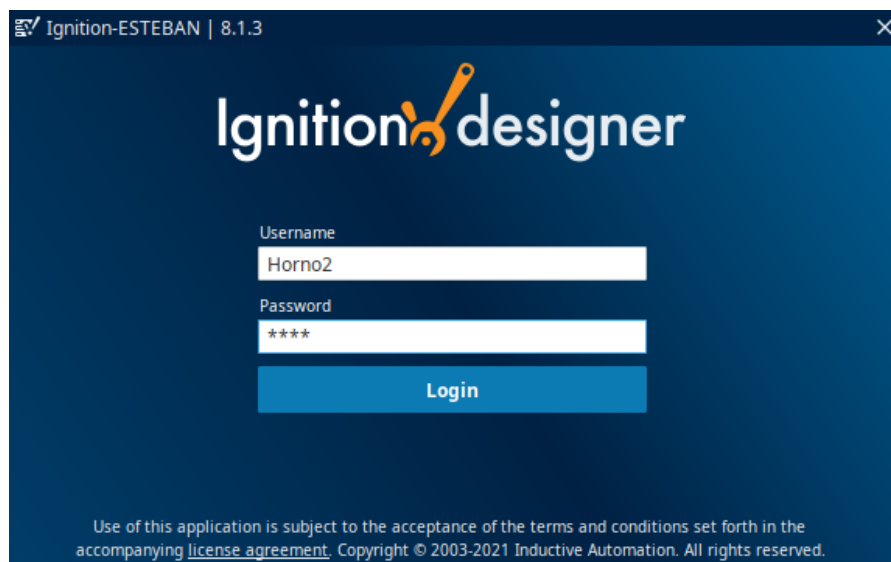 Ignition-ESTEBAN | 8.1.3
Ignition designer
Username
Horno2
Password
****
Login
Use of this application is subject to the acceptance of the terms and conditions set forth in the
accompanying license agreement. Copyright © 2003-2021 Inductive Automation. All rights reserved.